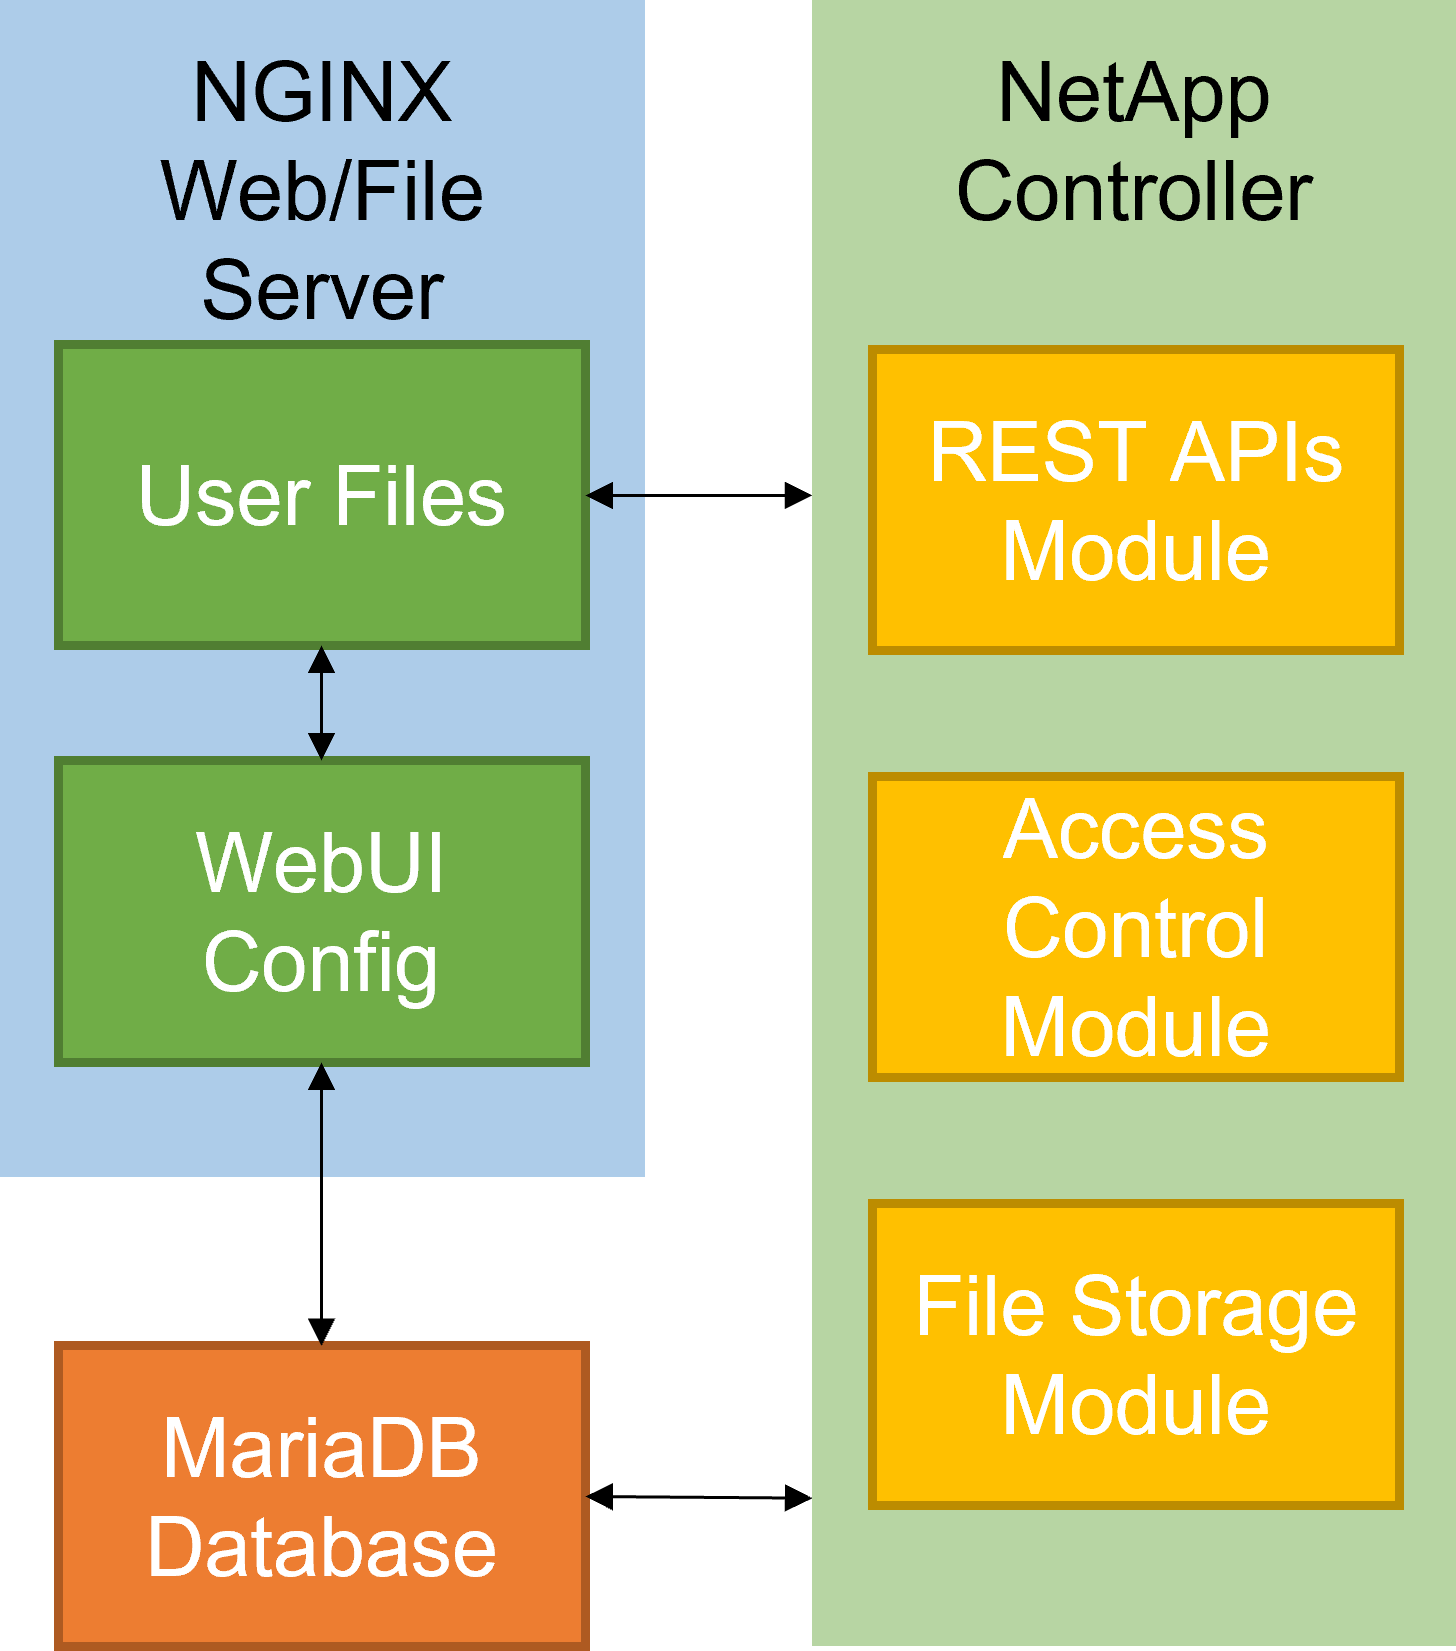 NGINX
Web/File
Server
User Files
WebUI
Config
MariaDB
Database
NetApp
Controller
REST APIs
Module
Access
Control
Module
File Storage
Module